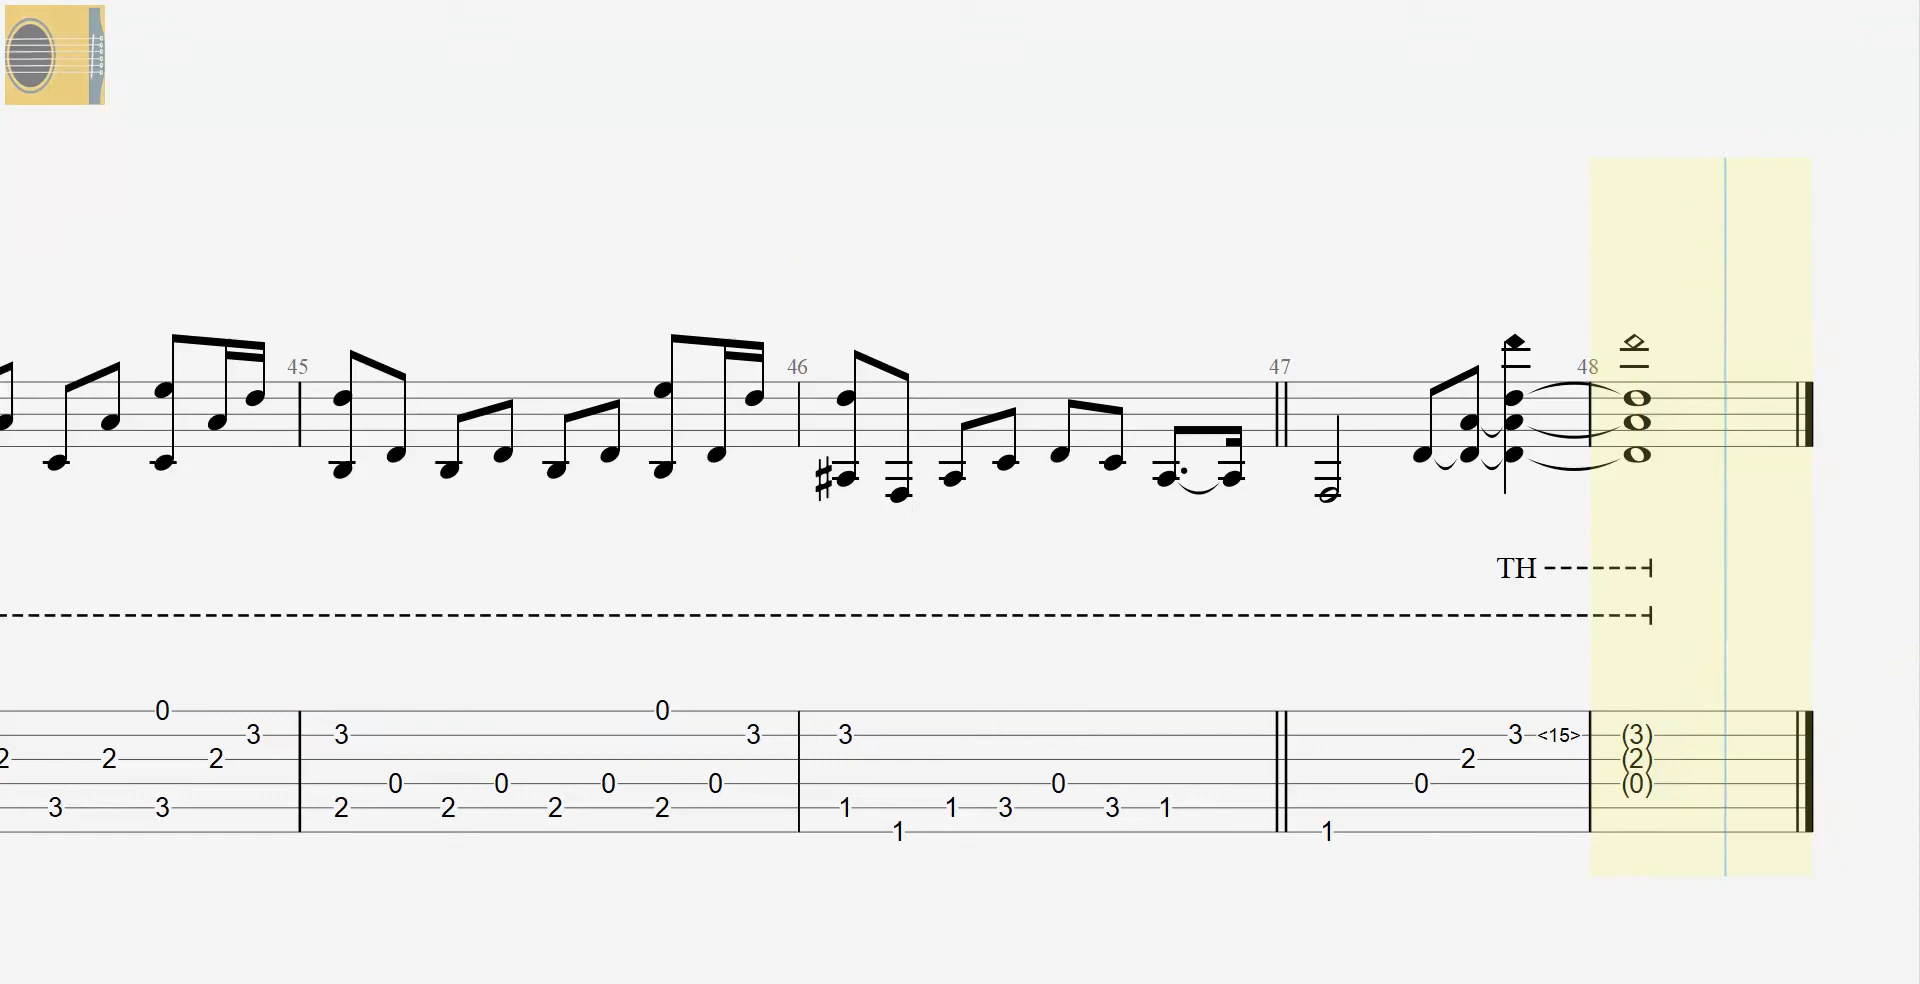 45 46 47 48
TH
0 0
3 3 3 3 3 <15> (3)
2 2 2 2 (2)
0 0 0 0 0 0 (0)
3 3 2 2 2 2 1 1 3 3 1
1 1